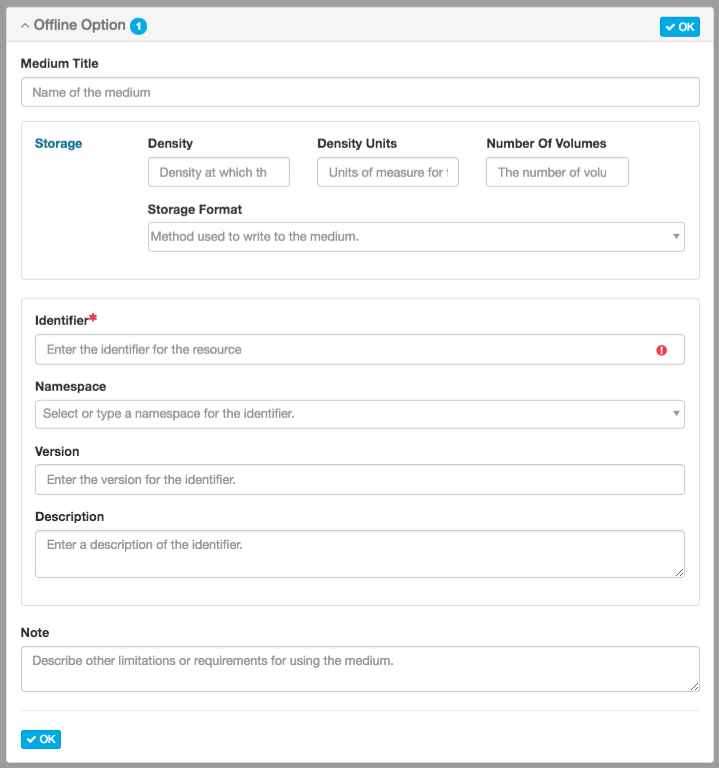 Offline Option 1
OK
Medium Title
Name of the medium
Storage
Density
Density Units
Number Of Volumes
Density at which th
Units of measure for
The number of volu
Storage Format
Method used to write to the medium.
Identifier*
Enter the identifier for the resource
Namespace
Select or type a namespace for the identifier.
Version
Enter the version for the identifier.
Description
Enter a description of the identifier.
Note
Describe other limitations or requirements for using the medium.
OK